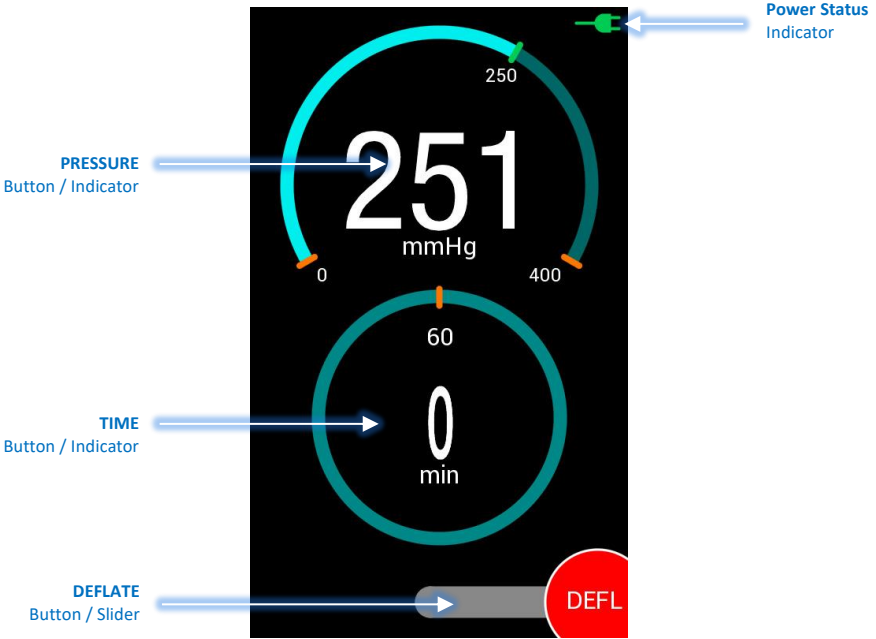 Power Status
Indicator
250
PRESSURE
Button / Indicator
251
mmHg
0
400
60
TIME
Button / Indicator
0
min
DEFLATE
Button / Slider
DEFL